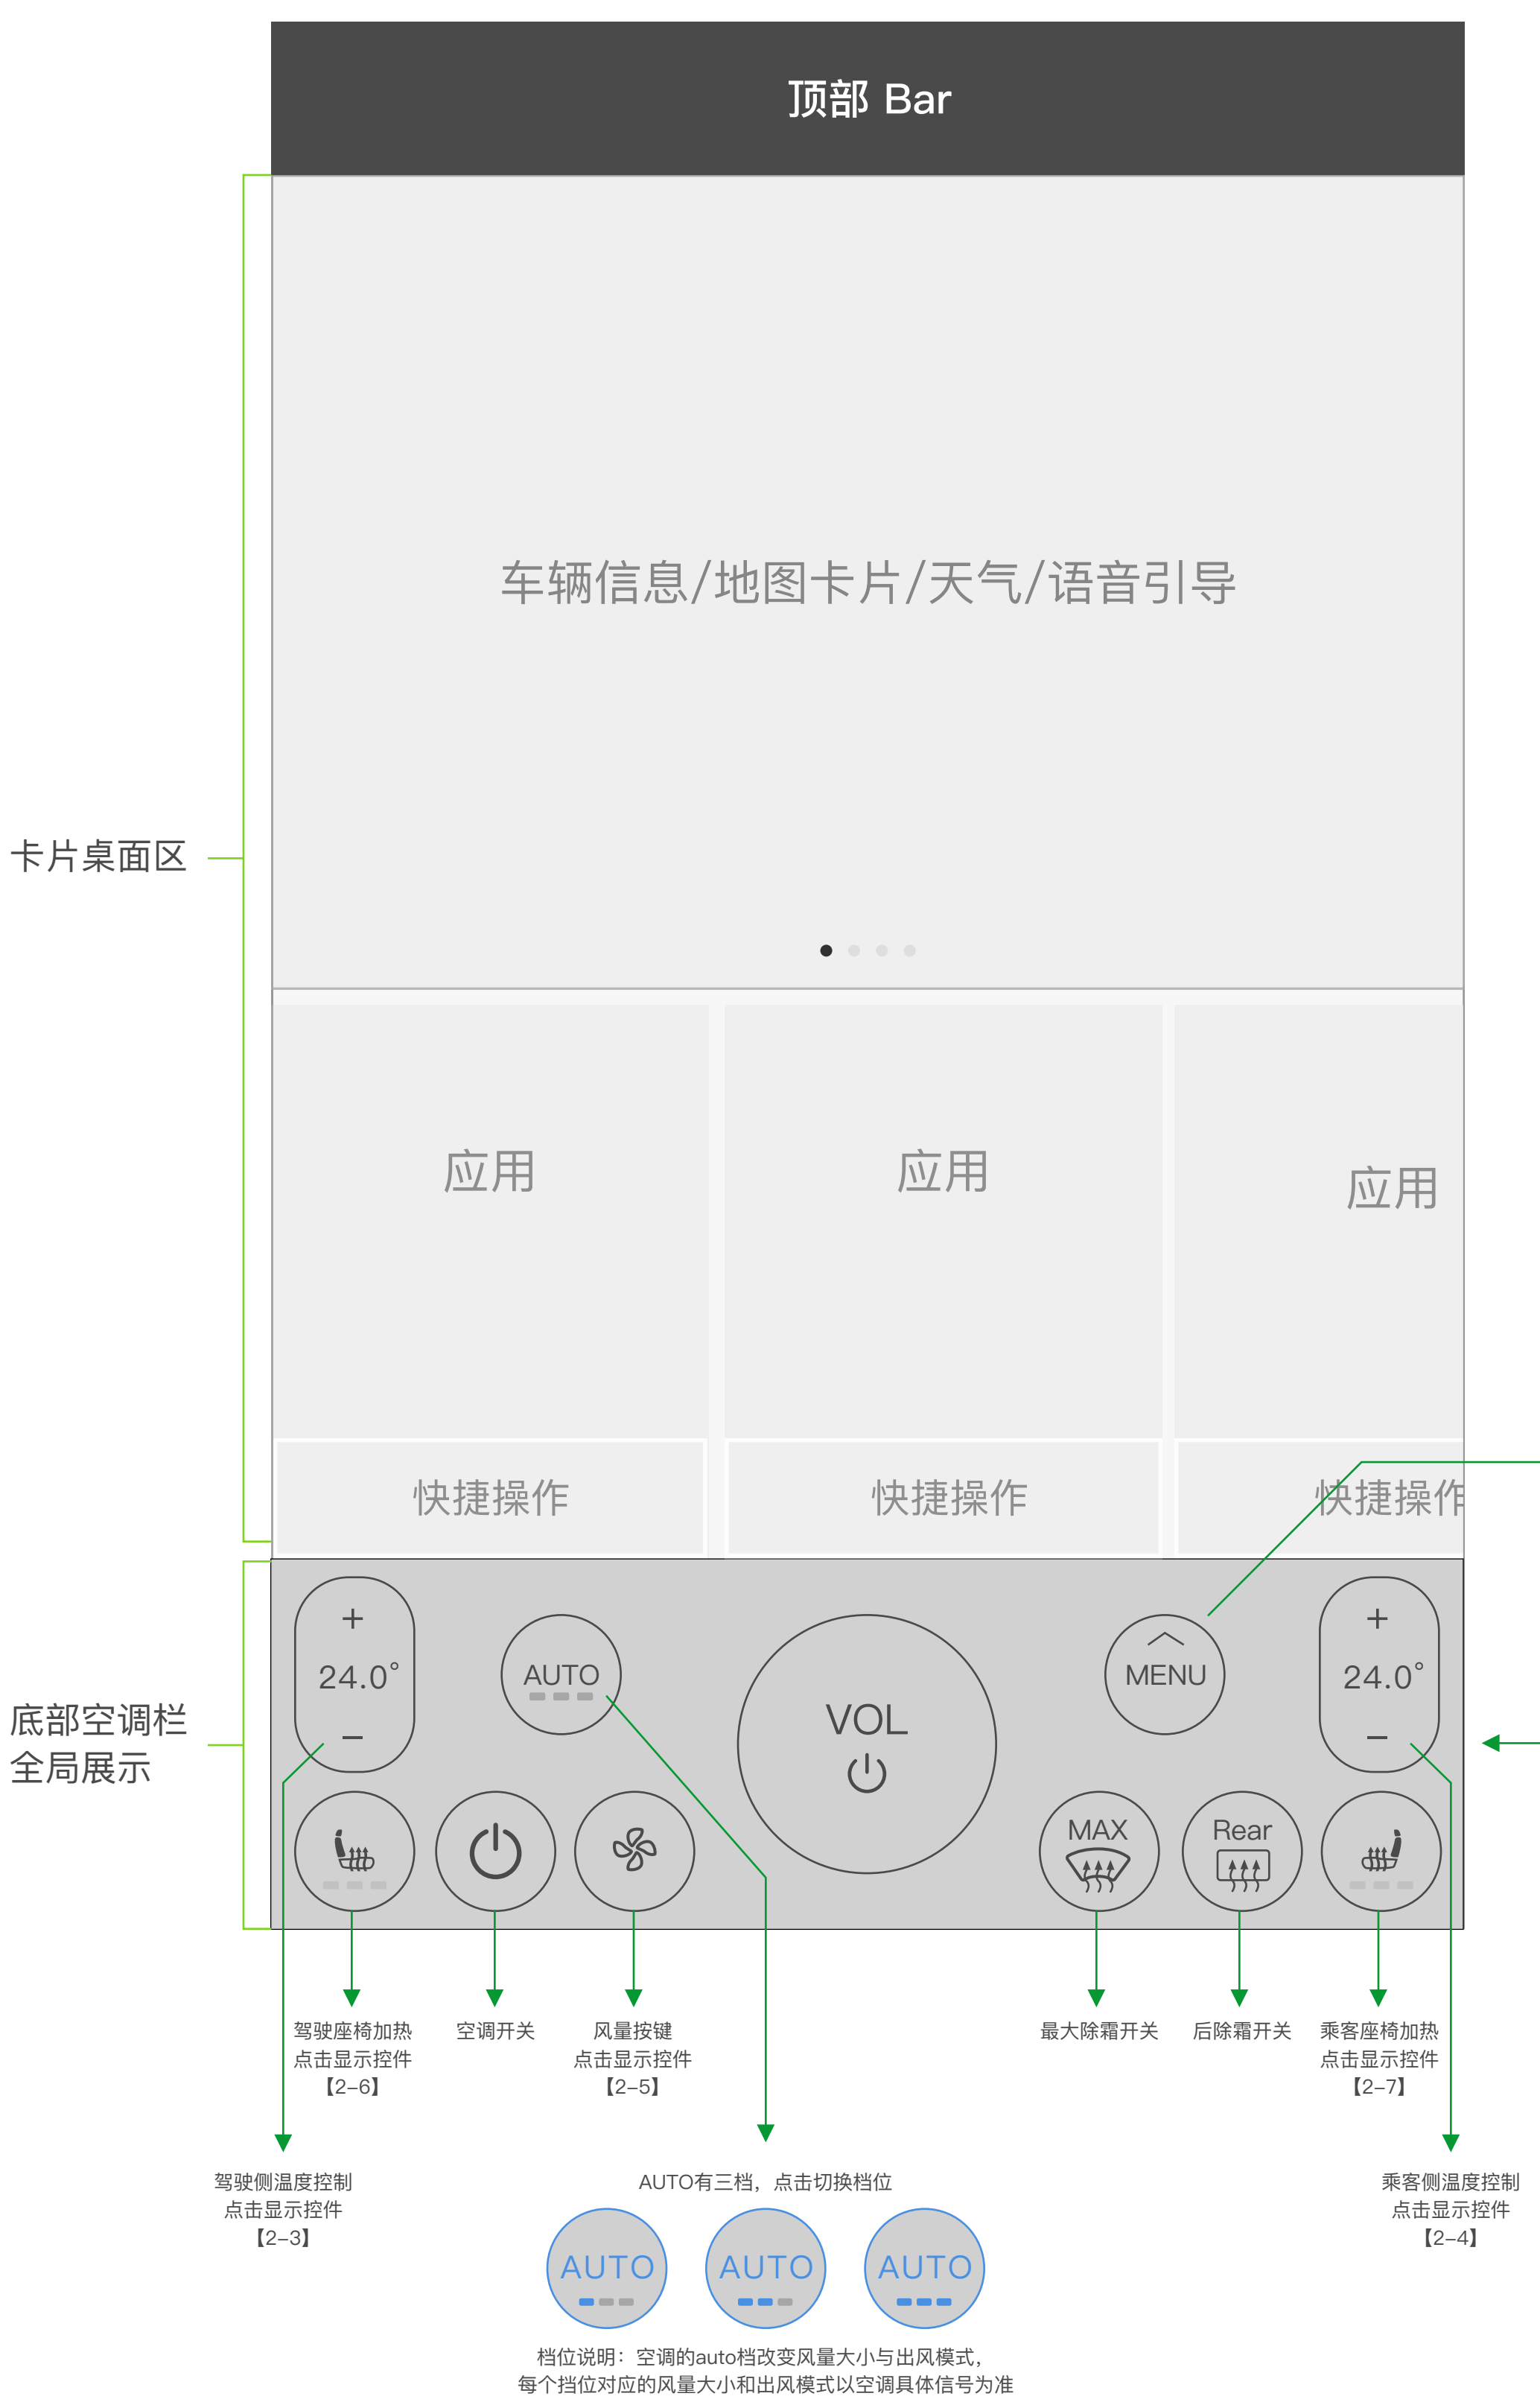 顶部 Bar
车辆信息/地图卡片/天气/语音引导
卡片桌面区
应用
应用
应用
快捷操作
快捷操作
快捷操作
底部空调栏
全局展示
+
24.0°
−
AUTO
VOL
MENU
+
24.0°
−
MAX
Rear
驾驶座椅加热
点击显示控件
【2-6】
空调开关
风量按键
点击显示控件
【2-5】
最大除霜开关
后除霜开关
乘客座椅加热
点击显示控件
【2-7】
驾驶侧温度控制
点击显示控件
【2-3】
AUTO有三档，点击切换档位
乘客侧温度控制
点击显示控件
【2-4】
AUTO
AUTO
AUTO
档位说明：空调的auto档改变风量大小与出风模式，
每个挡位对应的风量大小和出风模式以空调具体信号为准